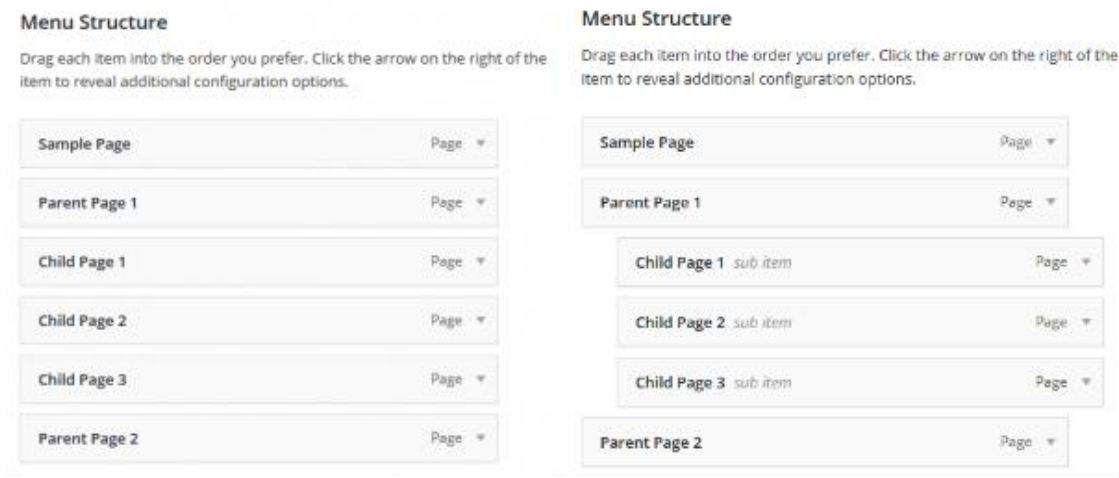 Menu Structure
Drag each item into the order you prefer. Click the arrow on the right of the
item to reveal additional configuration options.
Sample Page Page
Parent Page 1 Page
Child Page 1 Page
Child Page 2 Page
Child Page 3 Page
Parent Page 2 Page
Menu Structure
Drag each item into the order you prefer. Click the arrow on the right of the
item to reveal additional configuration options.
Sample Page Page
Parent Page 1 Page
Child Page 1 sub item Page
Child Page 2 sub item Page
Child Page 3 sub item Page
Parent Page 2 Page